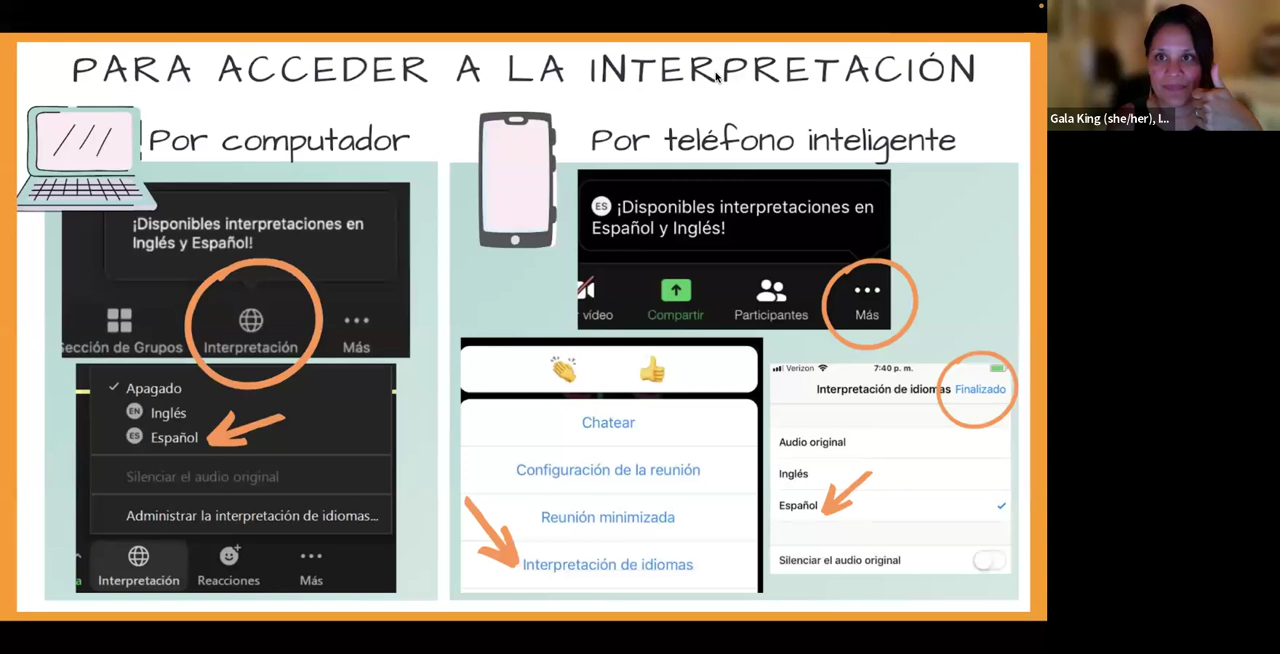 PARA ACCEDER A LA INTERPRETACIÓN
Por computador
¡Disponibles interpretaciones en
Inglés y Español!
Sección de Grupos
Interpretación
Más
Apagado
EN Inglés
ES Español
Silenciar el audio original
Administrar la interpretación de idiomas...
a
Interpretación
Reacciones
Más
Por teléfono inteligente
ES ¡Disponibles interpretaciones en
Español y Inglés!
r vídeo
Compartir
Participantes
Más
Chatear
Configuración de la reunión
Reunión minimizada
Interpretación de idiomas
Verizon 7:40 p. m.
Interpretación de idiomas Finalizado
Audio original
Inglés
Español
Silenciar el audio original
Gala King (she/her), I...